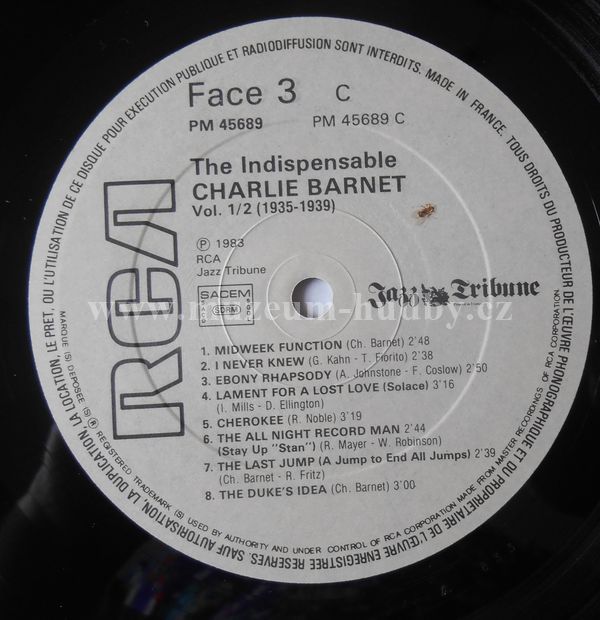 Face 3 C
PM 45689 PM 45689 C
The Indispensable
CHARLIE BARNET
Vol. 1/2 (1935-1939)
Ⓟ 1983
RCA
Jazz Tribune
SACEM
SDRM
Jazz Tribune
RCA
www.muzeum-hudby.cz
1. MIDWEEK FUNCTION (Ch. Barnet) 2'48
2. I NEVER KNEW (G. Kahn - T. Fiorito) 2'38
3. EBONY RHAPSODY (A. Johnstone - F. Coslow) 2'50
4. LAMENT FOR A LOST LOVE (Solace) 3'16
(I. Mills - D. Ellington)
5. CHEROKEE (R. Noble) 3'19
6. THE ALL NIGHT RECORD MAN 2'44
(Stay Up "Stan") (R. Mayer - W. Robinson)
7. THE LAST JUMP (A Jump to End All Jumps) 2'39
(Ch. Barnet - R. Fritz)
8. THE DUKE'S IDEA (Ch. Barnet) 3'00
MADE IN FRANCE. TOUS DROITS DU PRODUCTEUR DE L'ŒUVRE PHONOGRAPHIQUE ET DU PROPRIÉTAIRE DE L'ŒUVRE ENREGISTREE RESERVES. SAUF AUTORISATION, LA DUPLICATION, LA LOCATION, LE PRET, OU L'UTILISATION DE CE DISQUE POUR EXECUTION PUBLIQUE ET RADIODIFFUSION SONT INTERDITS.
MARQUE (S) DEPOSEE (S) ® REGISTERED TRADEMARK (S) USED BY AUTHORITY AND UNDER CONTROL OF RCA CORPORATION MADE FROM MASTER RECORDINGS OF RCA CORPORATION.